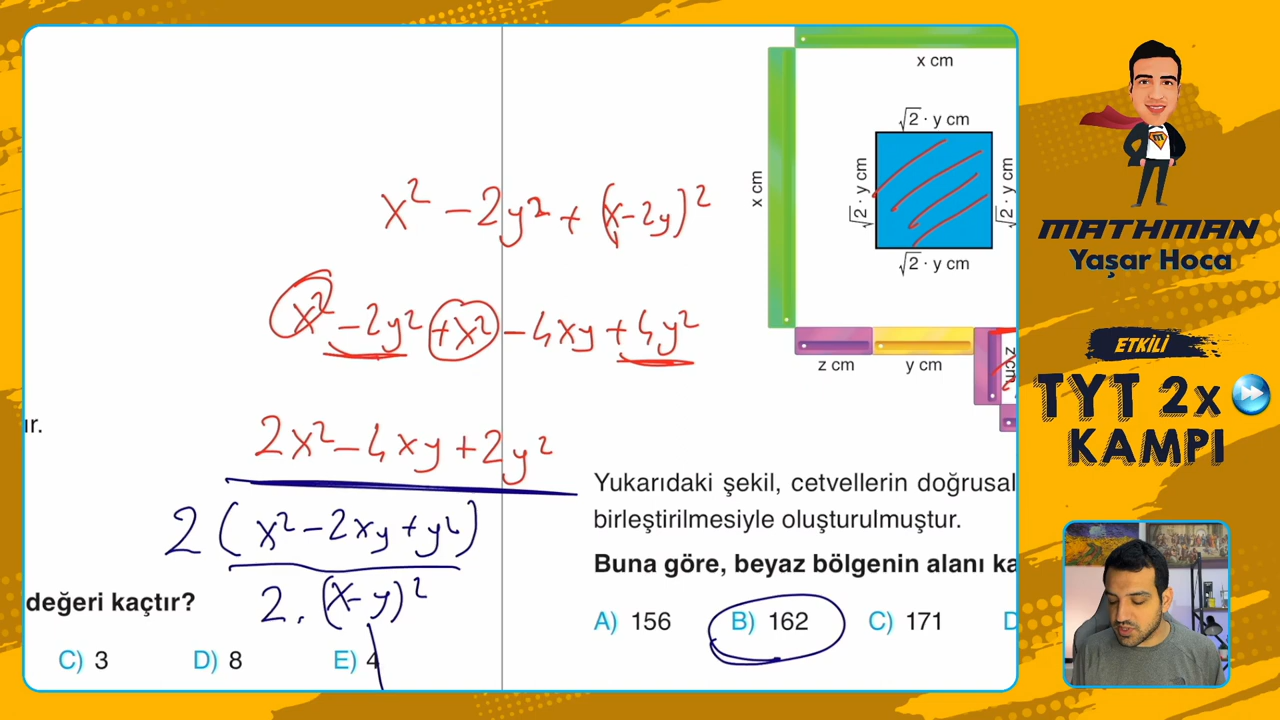 x cm
√2 · y cm
x cm
√2 · y cm
√2 · y cm
√2 · y cm
x² - 2y² + (x-2y)²
x² - 2y² + x² - 4xy + 4y²
z cm
y cm
z cm
ır.
2x² - 4xy + 2y²
2 (x² - 2xy + y²)
2. (x-y)²
Yukarıdaki şekil, cetvellerin doğrusal
birleştirilmesiyle oluşturulmuştur.
Buna göre, beyaz bölgenin alanı ka
değeri kaçtır?
A) 156 B) 162 C) 171 D
C) 3 D) 8 E) 4
MATHMAN
Yaşar Hoca
ETKİLİ
TYT 2x
KAMPI